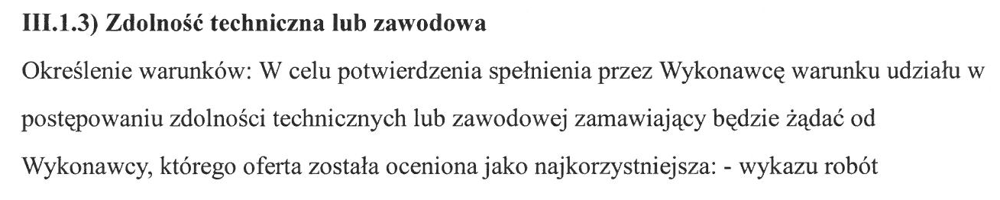 III.1.3) Zdolność techniczna lub zawodowa
Określenie warunków: W celu potwierdzenia spełnienia przez Wykonawcę warunku udziału w
postępowaniu zdolności technicznych lub zawodowej zamawiający będzie żądać od
Wykonawcy, którego oferta została oceniona jako najkorzystniejsza: - wykazu robót